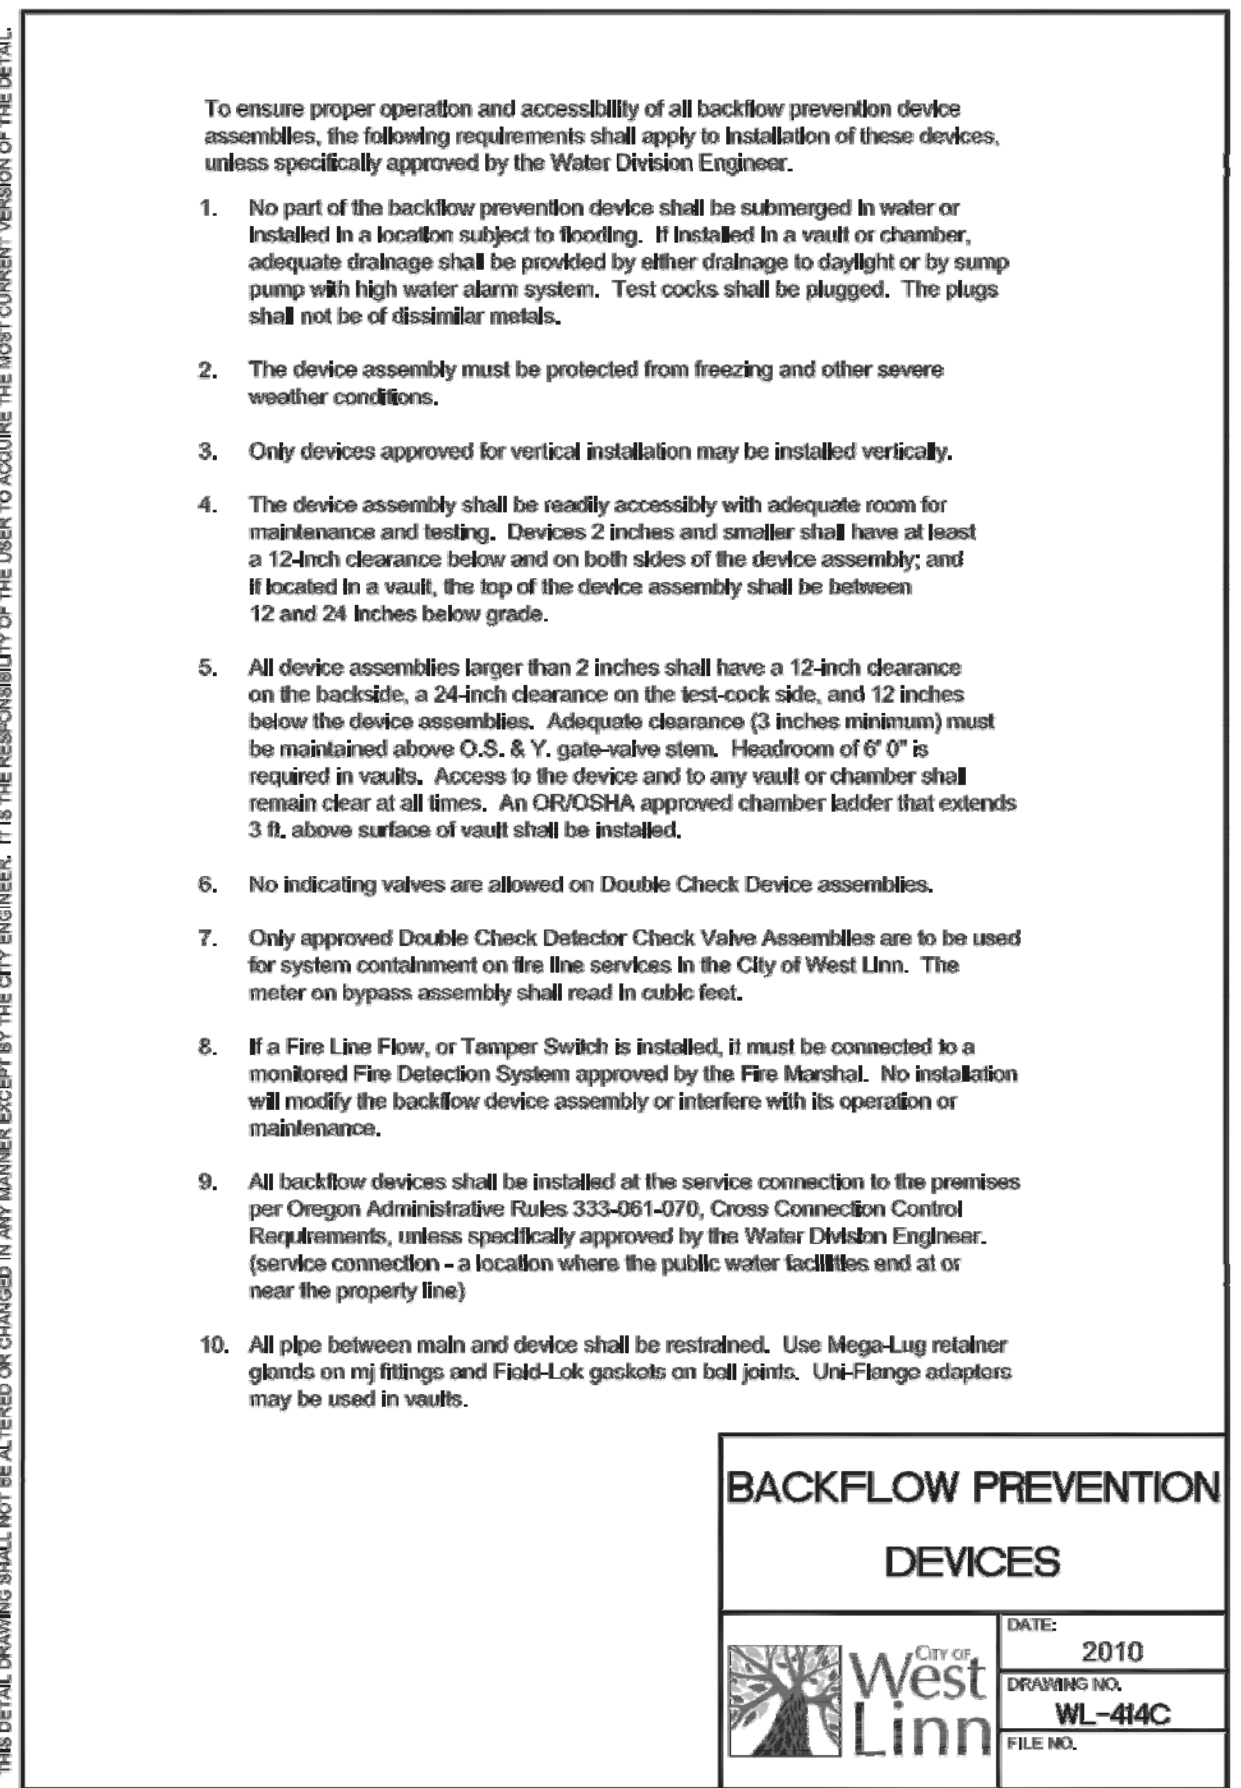 THIS DETAIL DRAWING SHALL NOT BE ALTERED OR CHANGED IN ANY MANNER EXCEPT BY THE CITY ENGINEER. IT IS THE RESPONSIBILITY OF THE USER TO ACQUIRE THE MOST CURRENT VERSION OF THE DETAIL.
To ensure proper operation and accessibility of all backflow prevention device
assemblies, the following requirements shall apply to installation of these devices,
unless specifically approved by the Water Division Engineer.
1. No part of the backflow prevention device shall be submerged in water or
installed in a location subject to flooding. If installed in a vault or chamber,
adequate drainage shall be provided by either drainage to daylight or by sump
pump with high water alarm system. Test cocks shall be plugged. The plugs
shall not be of dissimilar metals.
2. The device assembly must be protected from freezing and other severe
weather conditions.
3. Only devices approved for vertical installation may be installed vertically.
4. The device assembly shall be readily accessibly with adequate room for
maintenance and testing. Devices 2 inches and smaller shall have at least
a 12-inch clearance below and on both sides of the device assembly; and
if located in a vault, the top of the device assembly shall be between
12 and 24 inches below grade.
5. All device assemblies larger than 2 inches shall have a 12-inch clearance
on the backside, a 24-inch clearance on the test-cock side, and 12 inches
below the device assemblies. Adequate clearance (3 inches minimum) must
be maintained above O.S. & Y. gate-valve stem. Headroom of 6' 0" is
required in vaults. Access to the device and to any vault or chamber shall
remain clear at all times. An OR/OSHA approved chamber ladder that extends
3 ft. above surface of vault shall be installed.
6. No indicating valves are allowed on Double Check Device assemblies.
7. Only approved Double Check Detector Check Valve Assemblies are to be used
for system containment on fire line services in the City of West Linn. The
meter on bypass assembly shall read in cubic feet.
8. If a Fire Line Flow, or Tamper Switch is installed, it must be connected to a
monitored Fire Detection System approved by the Fire Marshal. No installation
will modify the backflow device assembly or interfere with its operation or
maintenance.
9. All backflow devices shall be installed at the service connection to the premises
per Oregon Administrative Rules 333-061-070, Cross Connection Control
Requirements, unless specifically approved by the Water Division Engineer.
(service connection - a location where the public water facilities end at or
near the property line)
10. All pipe between main and device shall be restrained. Use Mega-Lug retainer
glands on mj fittings and Field-Lok gaskets on bell joints. Uni-Flange adapters
may be used in vaults.
BACKFLOW PREVENTION
DEVICES
CITY OF
West
Linn
DATE:
2010
DRAWING NO.
WL-414C
FILE NO.